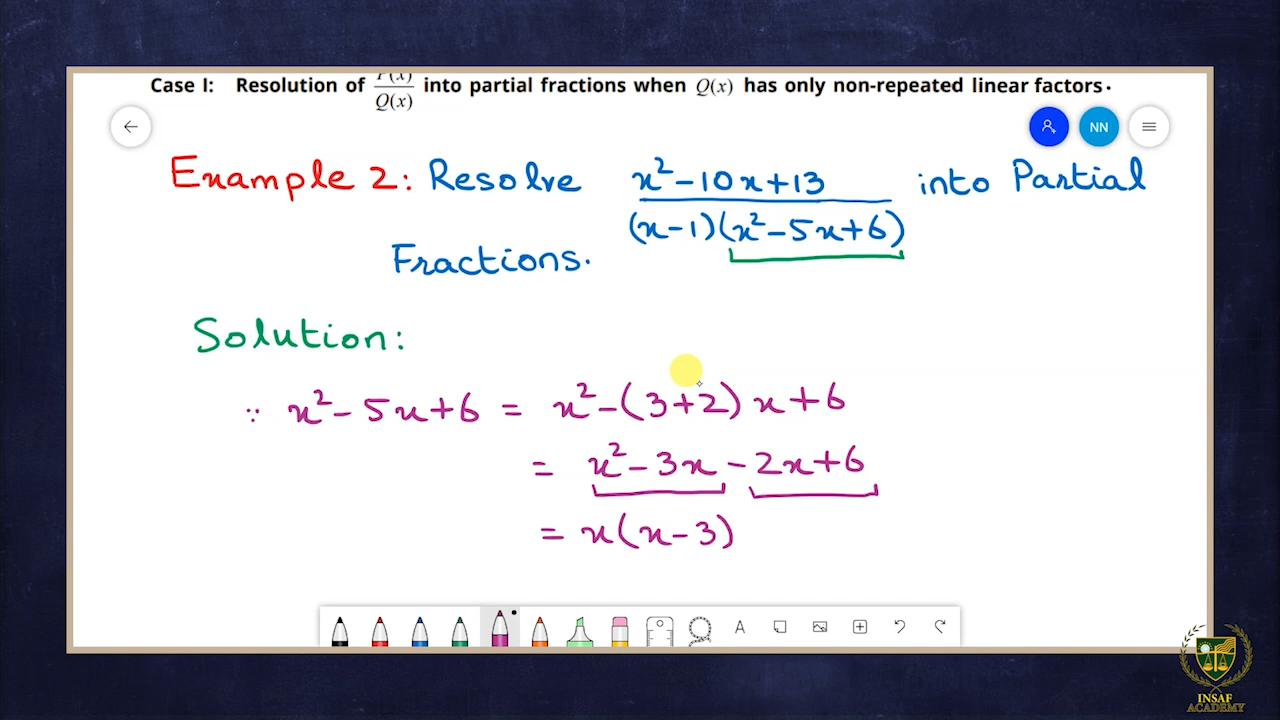 Case I: Resolution of P(x)/Q(x) into partial fractions when Q(x) has only non-repeated linear factors.
NN
Example 2: Resolve x²-10x+13 / (x-1)(x²-5x+6) into Partial
Fractions.
Solution:
∵ x²-5x+6 = x²-(3+2)x+6
= x²-3x-2x+6
= x(x-3)
A
INSAF
ACADEMY